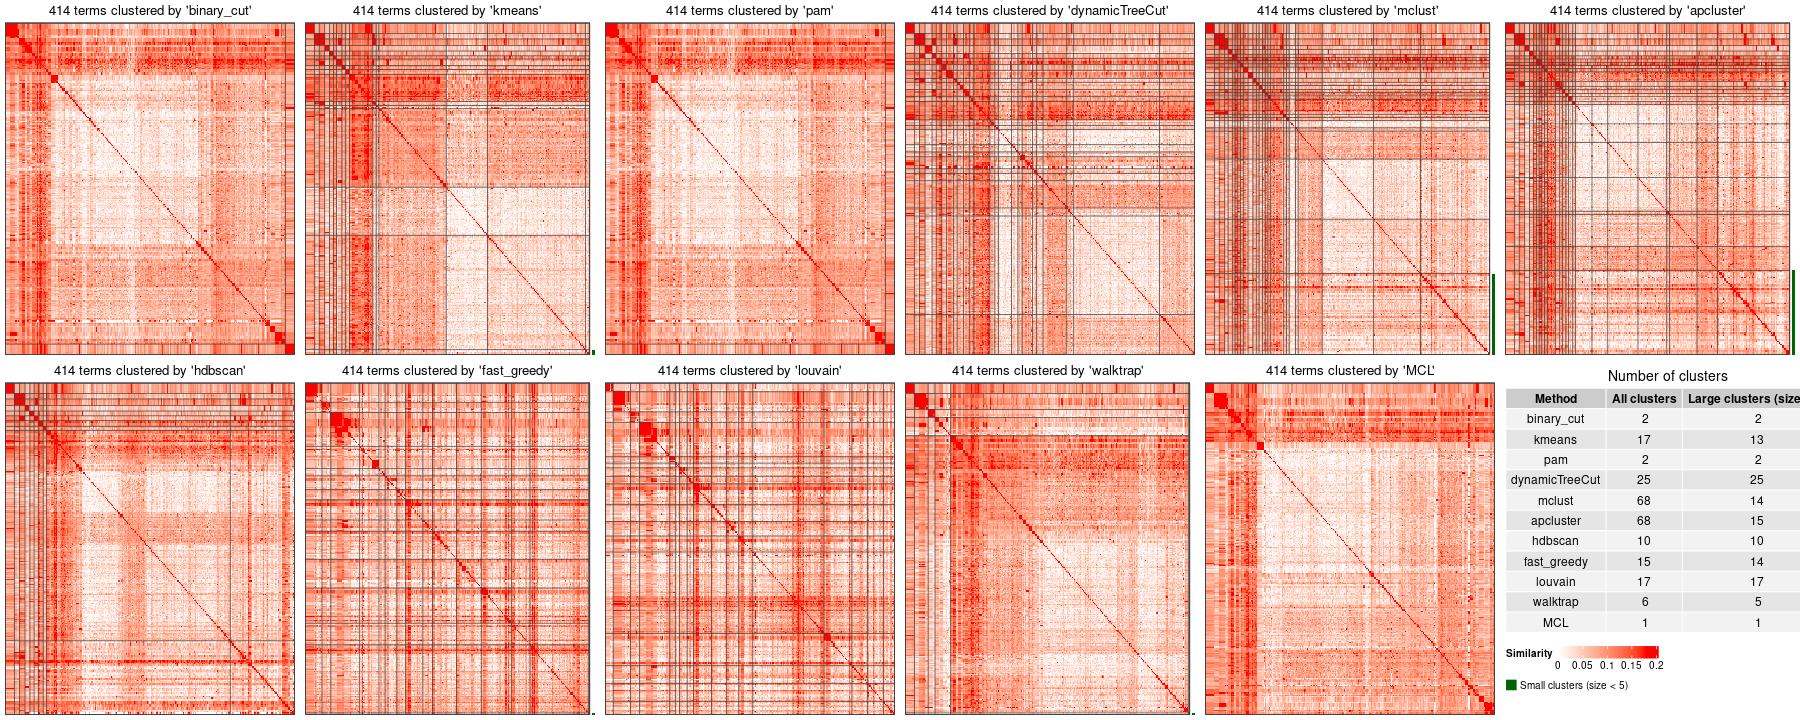 414 terms clustered by 'binary_cut'
414 terms clustered by 'kmeans'
414 terms clustered by 'pam'
414 terms clustered by 'dynamicTreeCut'
414 terms clustered by 'mclust'
414 terms clustered by 'apcluster'
414 terms clustered by 'hdbscan'
414 terms clustered by 'fast_greedy'
414 terms clustered by 'louvain'
414 terms clustered by 'walktrap'
414 terms clustered by 'MCL'
Number of clusters
Method All clusters Large clusters (size
binary_cut 2 2
kmeans 17 13
pam 2 2
dynamicTreeCut 25 25
mclust 68 14
apcluster 68 15
hdbscan 10 10
fast_greedy 15 14
louvain 17 17
walktrap 6 5
MCL 1 1
Similarity
0 0.05 0.1 0.15 0.2
Small clusters (size < 5)